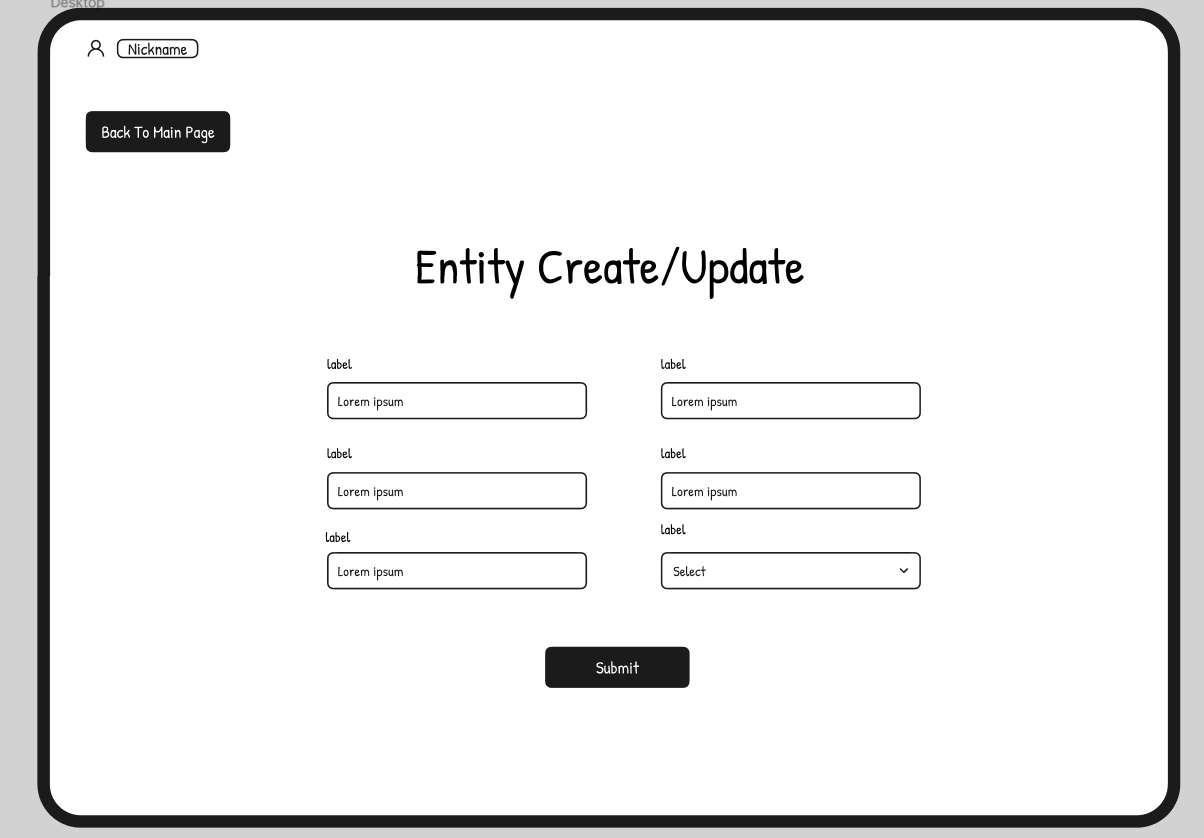 Desktop
Nickname
Back To Main Page
Entity Create/Update
label
label
Lorem ipsum
Lorem ipsum
label
label
Lorem ipsum
Lorem ipsum
label
label
Lorem ipsum
Select
Submit